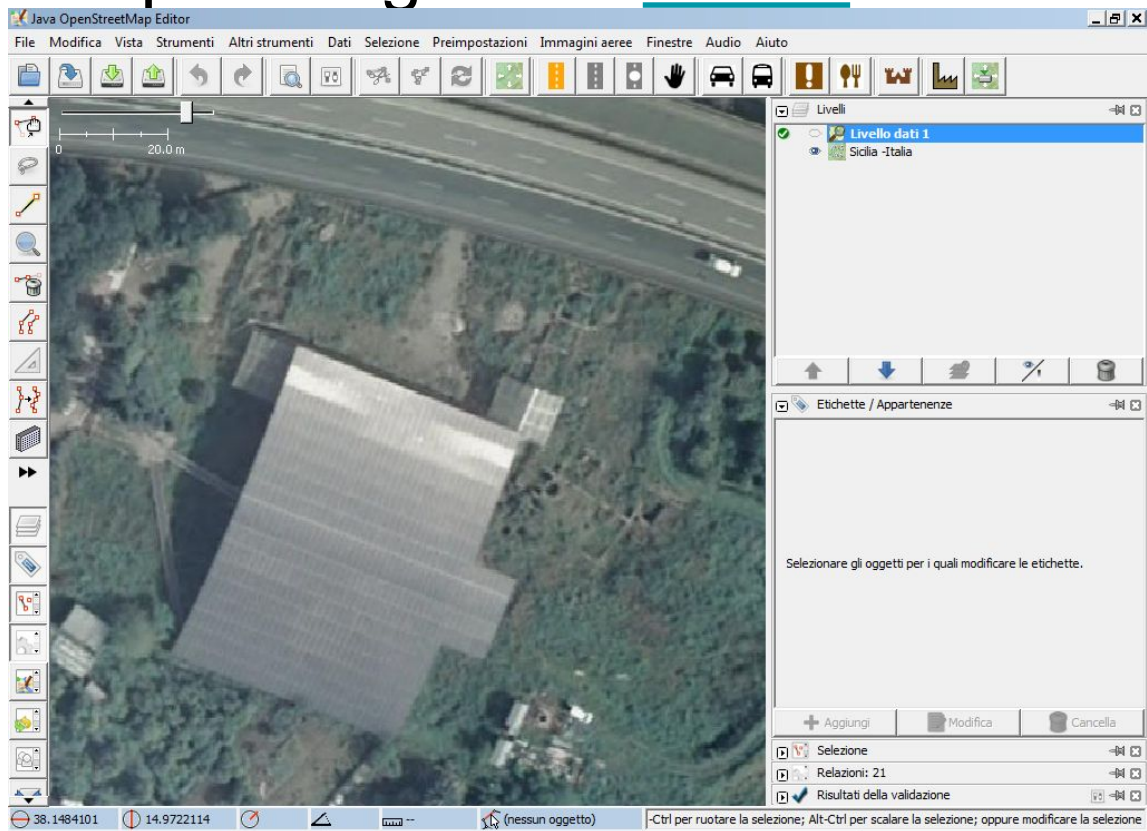 Java OpenStreetMap Editor
File Modifica Vista Strumenti Altri strumenti Dati Selezione Preimpostazioni Immagini aeree Finestre Audio Aiuto
0 20.0 m
Livelli
Livello dati 1
Sicilia -Italia
Etichette / Appartenenze
Selezionare gli oggetti per i quali modificare le etichette.
Aggiungi Modifica Cancella
Selezione
Relazioni: 21
Risultati della validazione
38.1484101 14.9722114 -- (nessun oggetto) -Ctrl per ruotare la selezione; Alt-Ctrl per scalare la selezione; oppure modificare la selezione